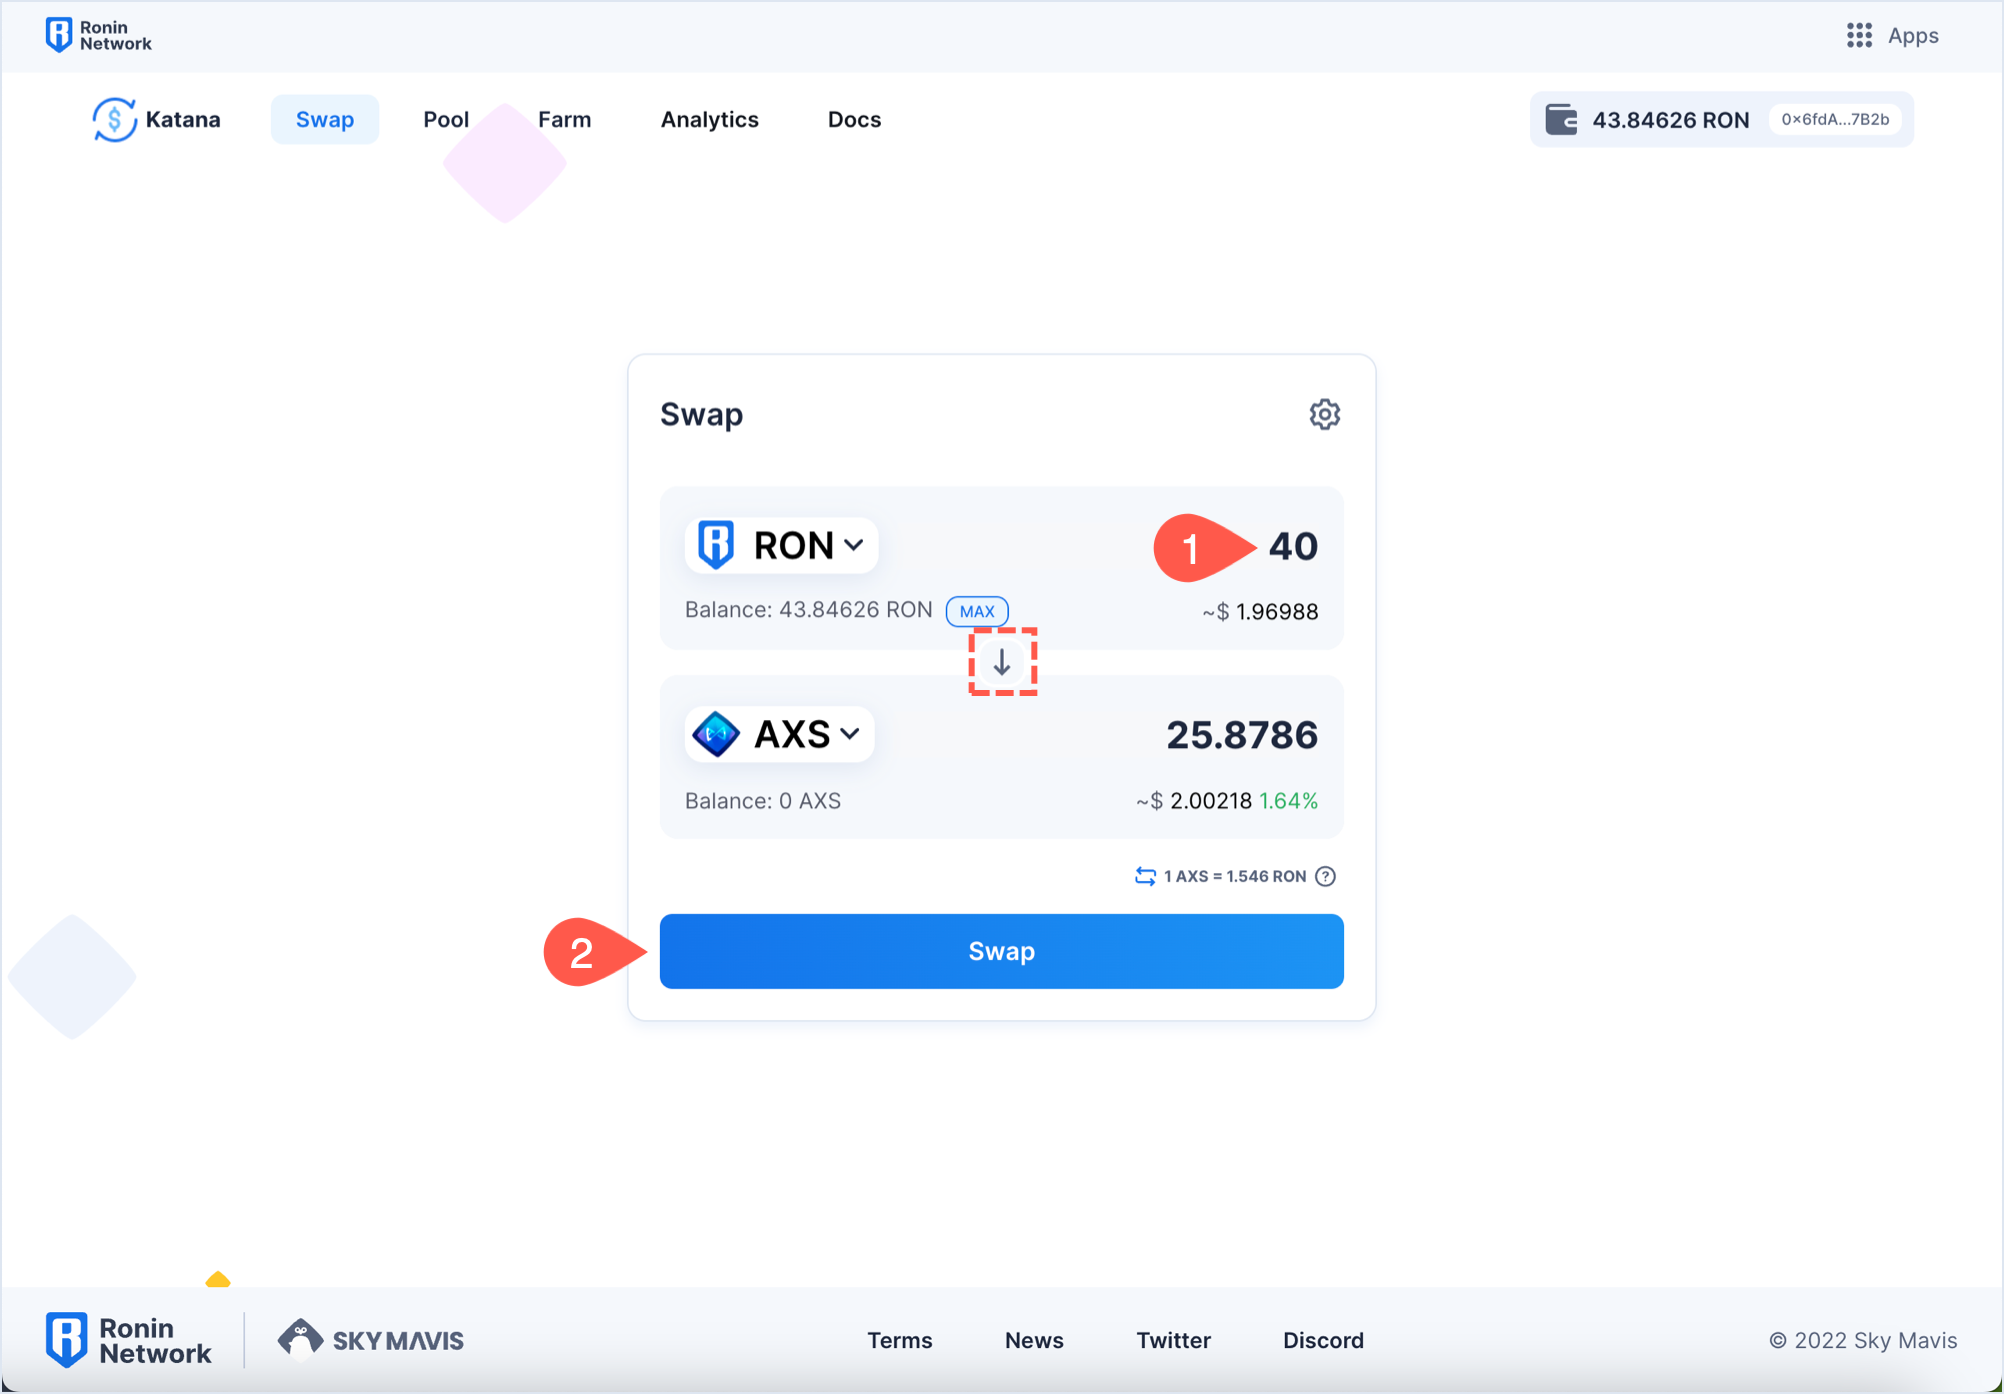 Ronin
Network
Apps
Katana
Swap
Pool
Farm
Analytics
Docs
43.84626 RON
0x6fdA...7B2b
Swap
RON
1
40
Balance: 43.84626 RON
MAX
~$ 1.96988
AXS
25.8786
Balance: 0 AXS
~$ 2.00218 1.64%
1 AXS = 1.546 RON
?
2
Swap
Ronin
Network
SKY MAVIS
Terms
News
Twitter
Discord
© 2022 Sky Mavis